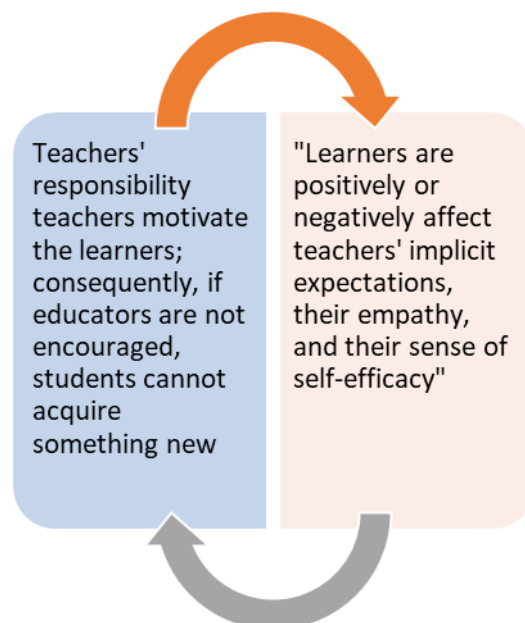 Teachers'
responsibility
teachers motivate
the learners;
consequently, if
educators are not
encouraged,
students cannot
acquire
something new
"Learners are
positively or
negatively affect
teachers' implicit
expectations,
their empathy,
and their sense of
self-efficacy"